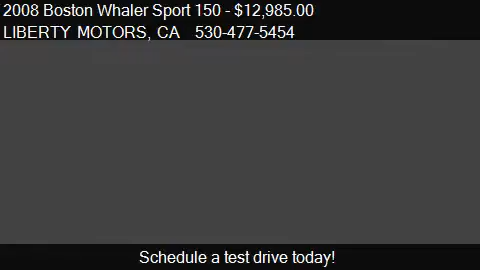 2008 Boston Whaler Sport 150 - $12,985.00
LIBERTY MOTORS, CA 530-477-5454
Schedule a test drive today!